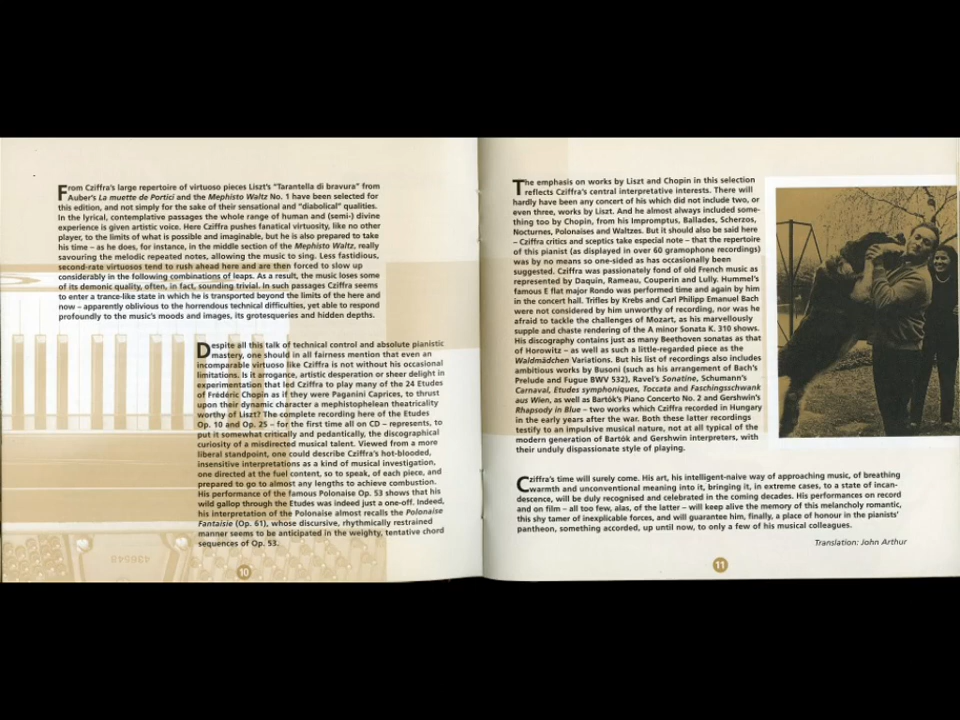 From Cziffra's large repertoire of virtuoso pieces Liszt's "Tarantella di bravura" from
Auber's La muette de Portici and the Mephisto Waltz No. 1 have been selected for
this edition, and not simply for the sake of their sensational and "diabolical" qualities.
In the lyrical, contemplative passages the whole range of human and (semi-) divine
experience is given artistic voice. Here Cziffra pushes fanatical virtuosity, like no other
player, to the limits of what is possible and imaginable, but he is also prepared to take
his time – as he does, for instance, in the middle section of the Mephisto Waltz, really
savouring the melodic repeated notes, allowing the music to sing. Less fastidious,
second-rate virtuosos tend to rush ahead here and are then forced to slow up
considerably in the following combinations of leaps. As a result, the music loses some
of its demonic quality, often, in fact, sounding trivial. In such passages Cziffra seems
to enter a trance-like state in which he is transported beyond the limits of the here and
now – apparently oblivious to the horrendous technical difficulties, yet able to respond
profoundly to the music's moods and images, its grotesqueries and hidden depths.
Despite all this talk of technical control and absolute pianistic
mastery, one should in all fairness mention that even an
incomparable virtuoso like Cziffra is not without his occasional
limitations. Is it arrogance, artistic desperation or sheer delight in
experimentation that led Cziffra to play many of the 24 Etudes
of Frédéric Chopin as if they were Paganini Caprices, to thrust
upon their dynamic character a mephistophelean theatricality
worthy of Liszt? The complete recording here of the Etudes
Op. 10 and Op. 25 – for the first time all on CD – represents, to
put it somewhat critically and pedantically, the discographical
curiosity of a misdirected musical talent. Viewed from a more
liberal standpoint, one could describe Cziffra's hot-blooded,
insensitive interpretations as a kind of musical investigation,
one directed at the fuel content, so to speak, of each piece, and
prepared to go to almost any lengths to achieve combustion.
His performance of the famous Polonaise Op. 53 shows that his
wild gallop through the Etudes was indeed just a one-off. Indeed,
his interpretation of the Polonaise almost recalls the Polonaise
Fantaisie (Op. 61), whose discursive, rhythmically restrained
manner seems to be anticipated in the weighty, tentative chord
sequences of Op. 53.
436548
10
The emphasis on works by Liszt and Chopin in this selection
reflects Cziffra's central interpretative interests. There will
hardly have been any concert of his which did not include two, or
even three, works by Liszt. And he almost always included some-
thing too by Chopin, from his Impromptus, Ballades, Scherzos,
Nocturnes, Polonaises and Waltzes. But it should also be said here
– Cziffra critics and sceptics take especial note – that the repertoire
of this pianist (as displayed in over 60 gramophone recordings)
was by no means so one-sided as has occasionally been
suggested. Cziffra was passionately fond of old French music as
represented by Daquin, Rameau, Couperin and Lully. Hummel's
famous E flat major Rondo was performed time and again by him
in the concert hall. Trifles by Krebs and Carl Philipp Emanuel Bach
were not considered by him unworthy of recording, nor was he
afraid to tackle the challenges of Mozart, as his marvellously
supple and chaste rendering of the A minor Sonata K. 310 shows.
His discography contains just as many Beethoven sonatas as that
of Horowitz – as well as such a little-regarded piece as the
Waldmädchen Variations. But his list of recordings also includes
ambitious works by Busoni (such as his arrangement of Bach's
Prelude and Fugue BWV 532), Ravel's Sonatine, Schumann's
Carnaval, Etudes symphoniques, Toccata and Faschingsschwank
aus Wien, as well as Bartók's Piano Concerto No. 2 and Gershwin's
Rhapsody in Blue – two works which Cziffra recorded in Hungary
in the early years after the war. Both these latter recordings
testify to an impulsive musical nature, not at all typical of the
modern generation of Bartók and Gershwin interpreters, with
their unduly dispassionate style of playing.
Cziffra's time will surely come. His art, his intelligent-naive way of approaching music, of breathing
warmth and unconventional meaning into it, bringing it, in extreme cases, to a state of incan-
descence, will be duly recognised and celebrated in the coming decades. His performances on record
and on film – all too few, alas, of the latter – will keep alive the memory of this melancholy romantic,
this shy tamer of inexplicable forces, and will guarantee him, finally, a place of honour in the pianists'
pantheon, something accorded, up until now, to only a few of his musical colleagues.
Translation: John Arthur
11